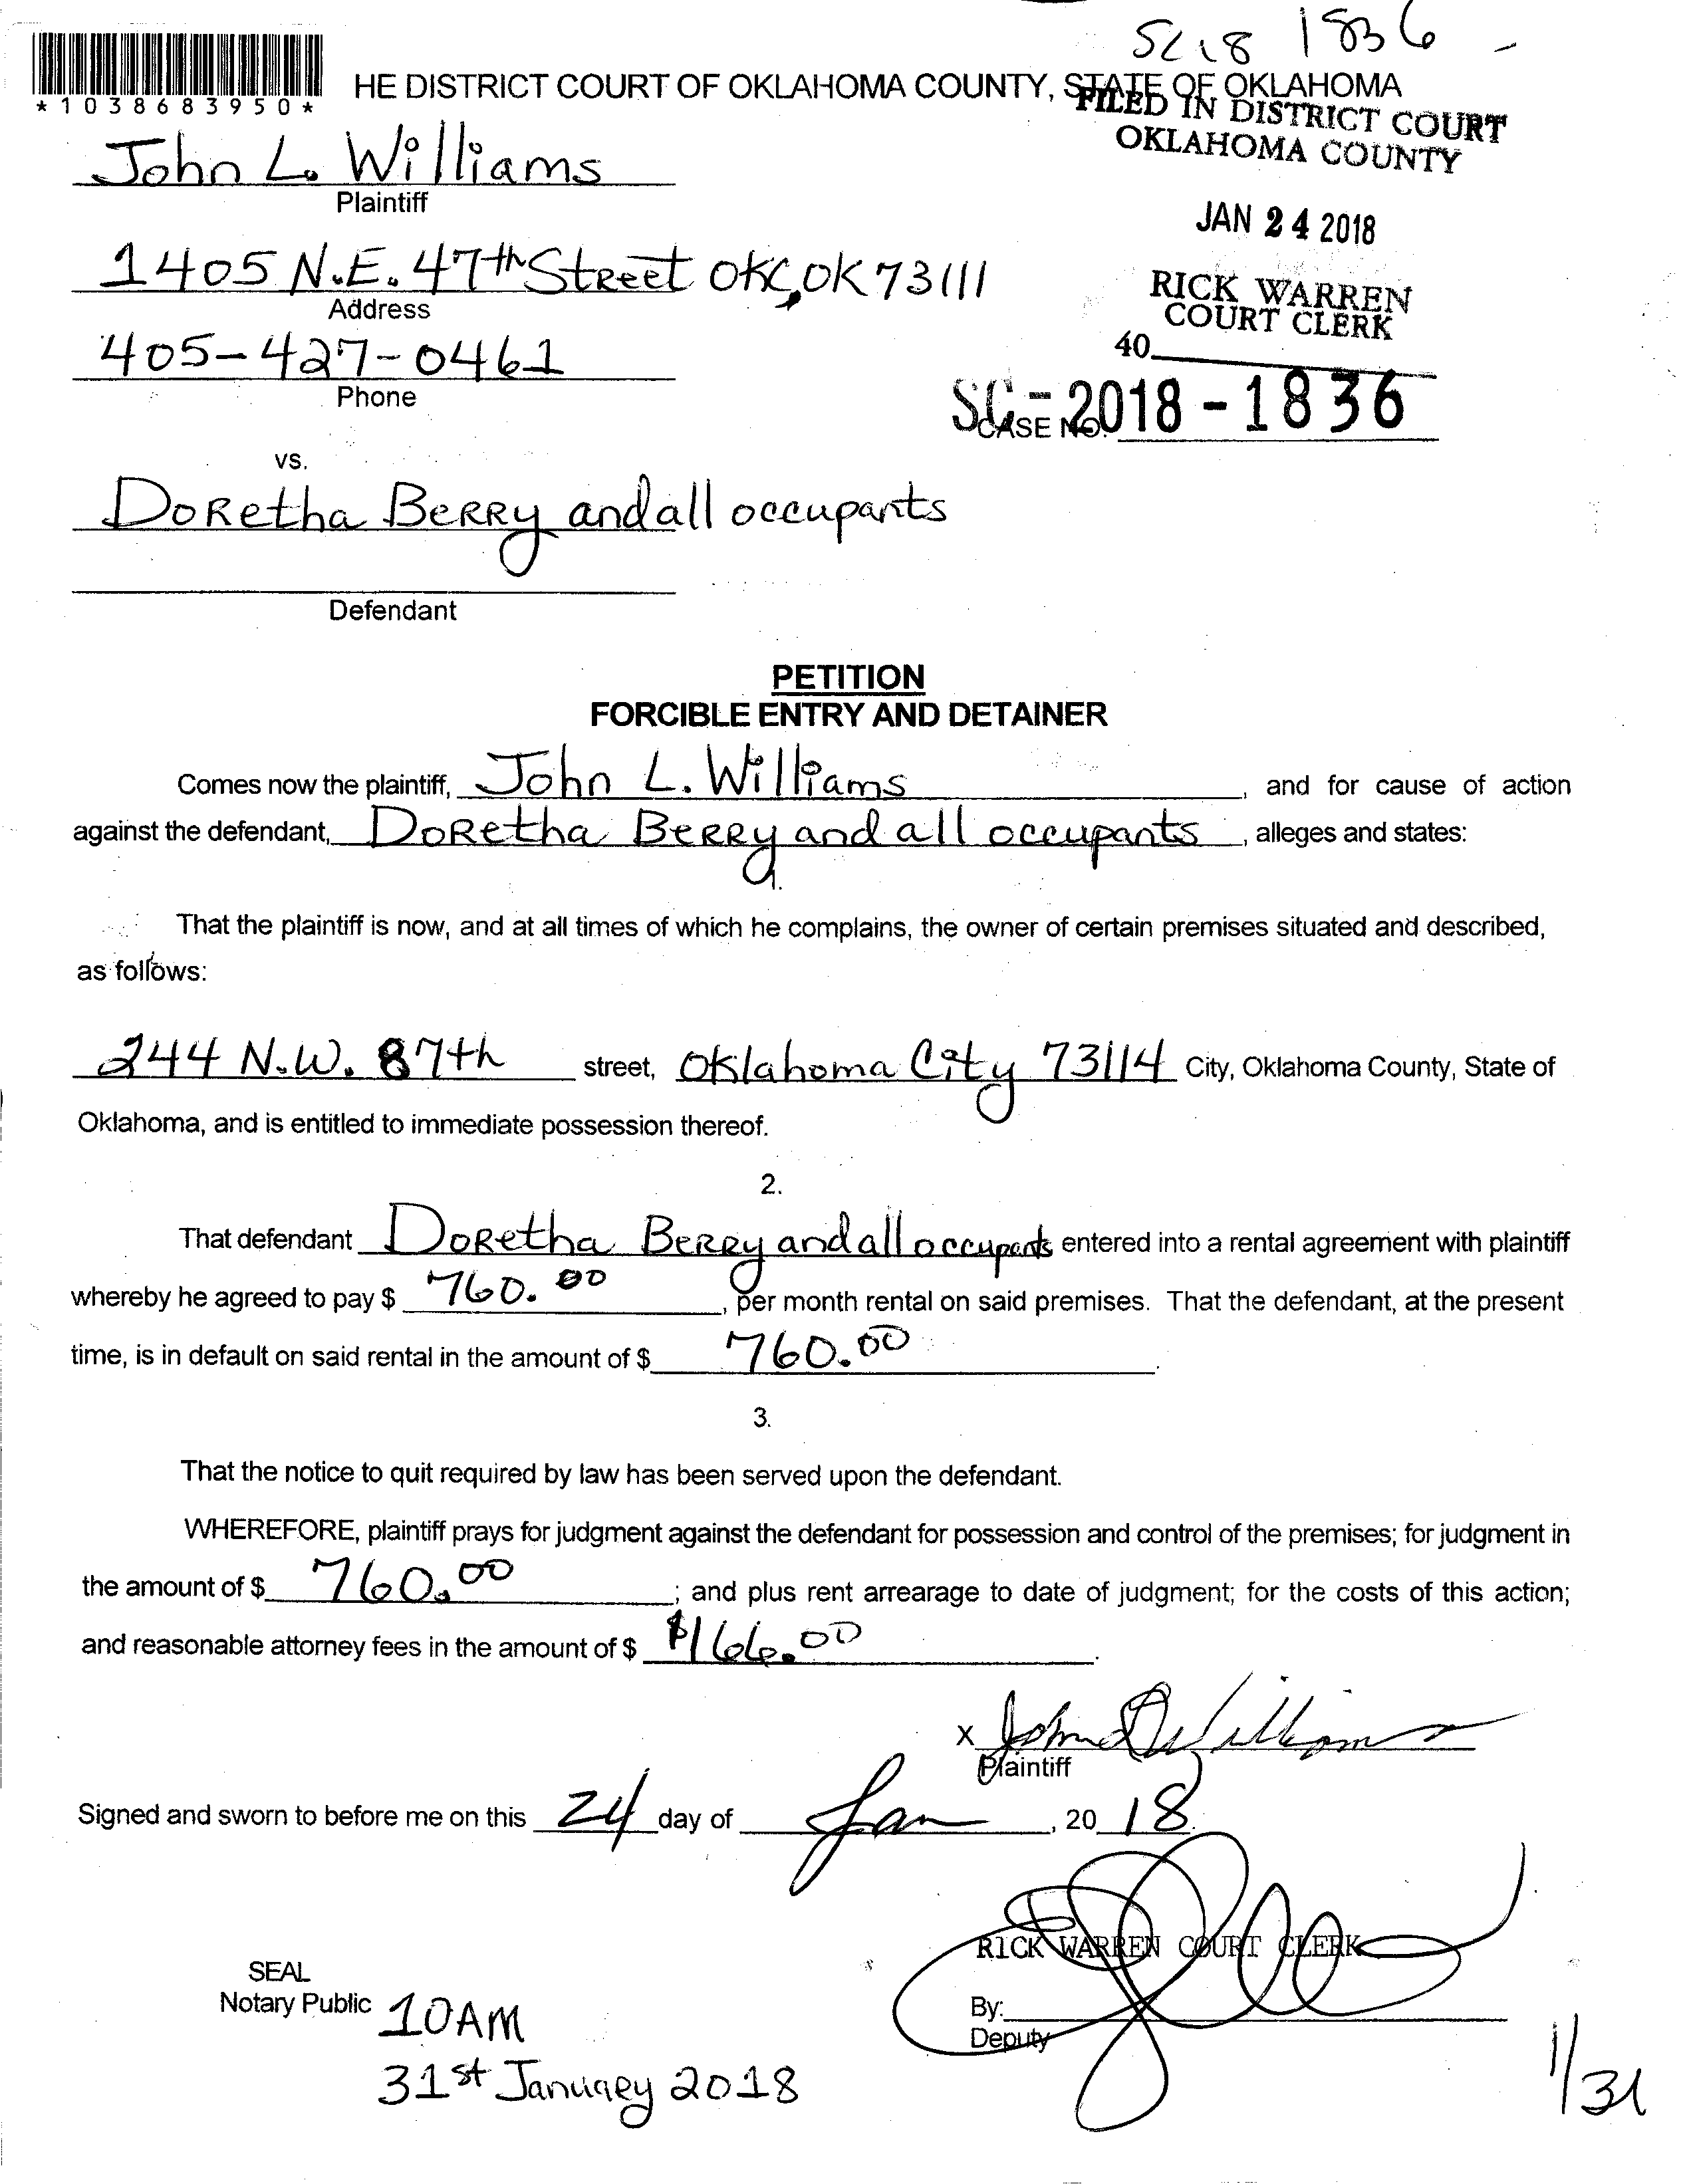 SC18 1836
*1038683950*
HE DISTRICT COURT OF OKLAHOMA COUNTY, STATE OF OKLAHOMA
FILED IN DISTRICT COURT
OKLAHOMA COUNTY
John L. Williams
Plaintiff
JAN 24 2018
1405 N.E. 47th Street OKC, OK 73111
Address
RICK WARREN
COURT CLERK
40
405-427-0461
Phone
SC-2018-1836
CASE NO.
vs.
Doretha Berry and all occupants
Defendant
PETITION
FORCIBLE ENTRY AND DETAINER
Comes now the plaintiff, John L. Williams, and for cause of action
against the defendant, Doretha Berry and all occupants, alleges and states:
1.
That the plaintiff is now, and at all times of which he complains, the owner of certain premises situated and described,
as follows:
244 N.W. 87th street, Oklahoma City 73114 City, Oklahoma County, State of
Oklahoma, and is entitled to immediate possession thereof.
2.
That defendant Doretha Berry and all occupants entered into a rental agreement with plaintiff
whereby he agreed to pay $ 760.00, per month rental on said premises. That the defendant, at the present
time, is in default on said rental in the amount of $ 760.00.
3.
That the notice to quit required by law has been served upon the defendant.
WHEREFORE, plaintiff prays for judgment against the defendant for possession and control of the premises; for judgment in
the amount of $ 760.00; and plus rent arrearage to date of judgment; for the costs of this action;
and reasonable attorney fees in the amount of $ $166.00.
X John L Williams
Plaintiff
Signed and sworn to before me on this 24 day of Jan, 20 18.
RICK WARREN COURT CLERK
SEAL
Notary Public
By:
Deputy
10AM
31st January 2018
1/31